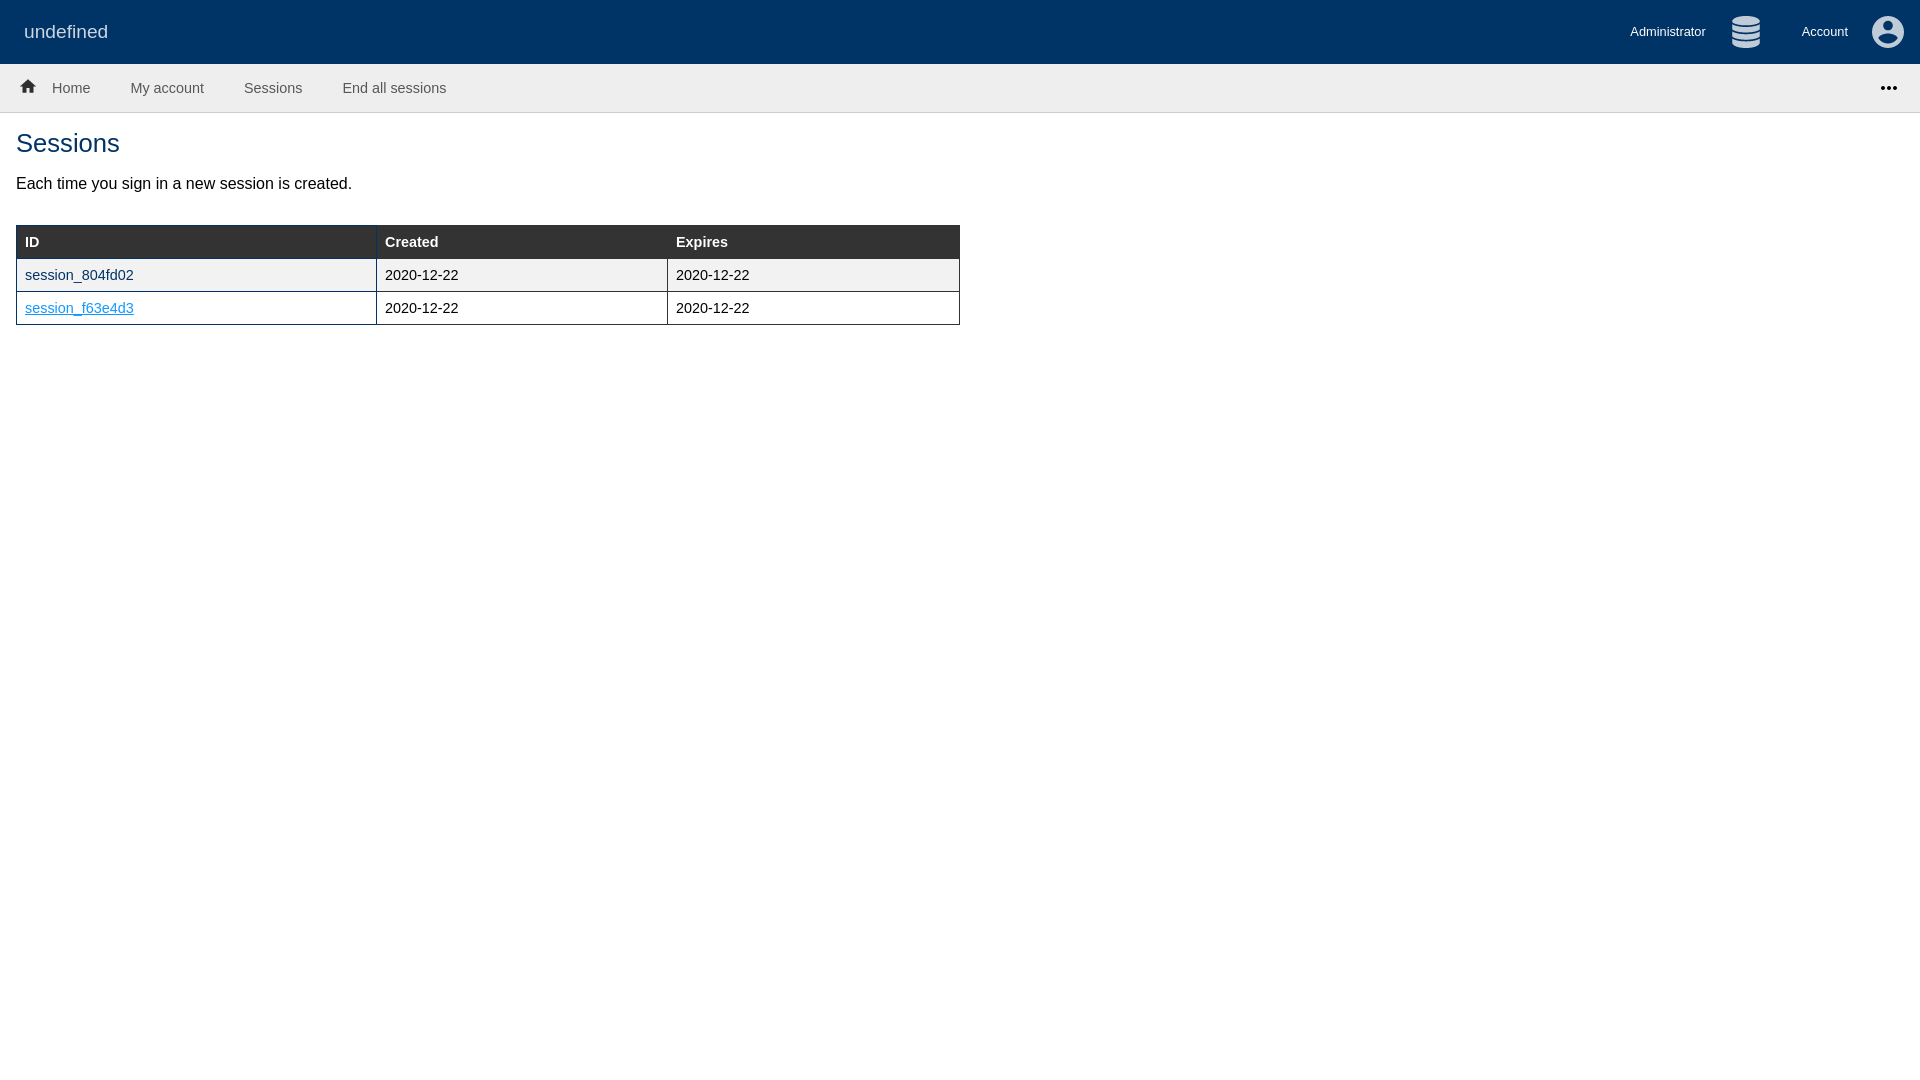 undefined
Administrator
Account
Home
My account
Sessions
End all sessions
Sessions
Each time you sign in a new session is created.
ID Created Expires
session_804fd02 2020-12-22 2020-12-22
session_f63e4d3 2020-12-22 2020-12-22